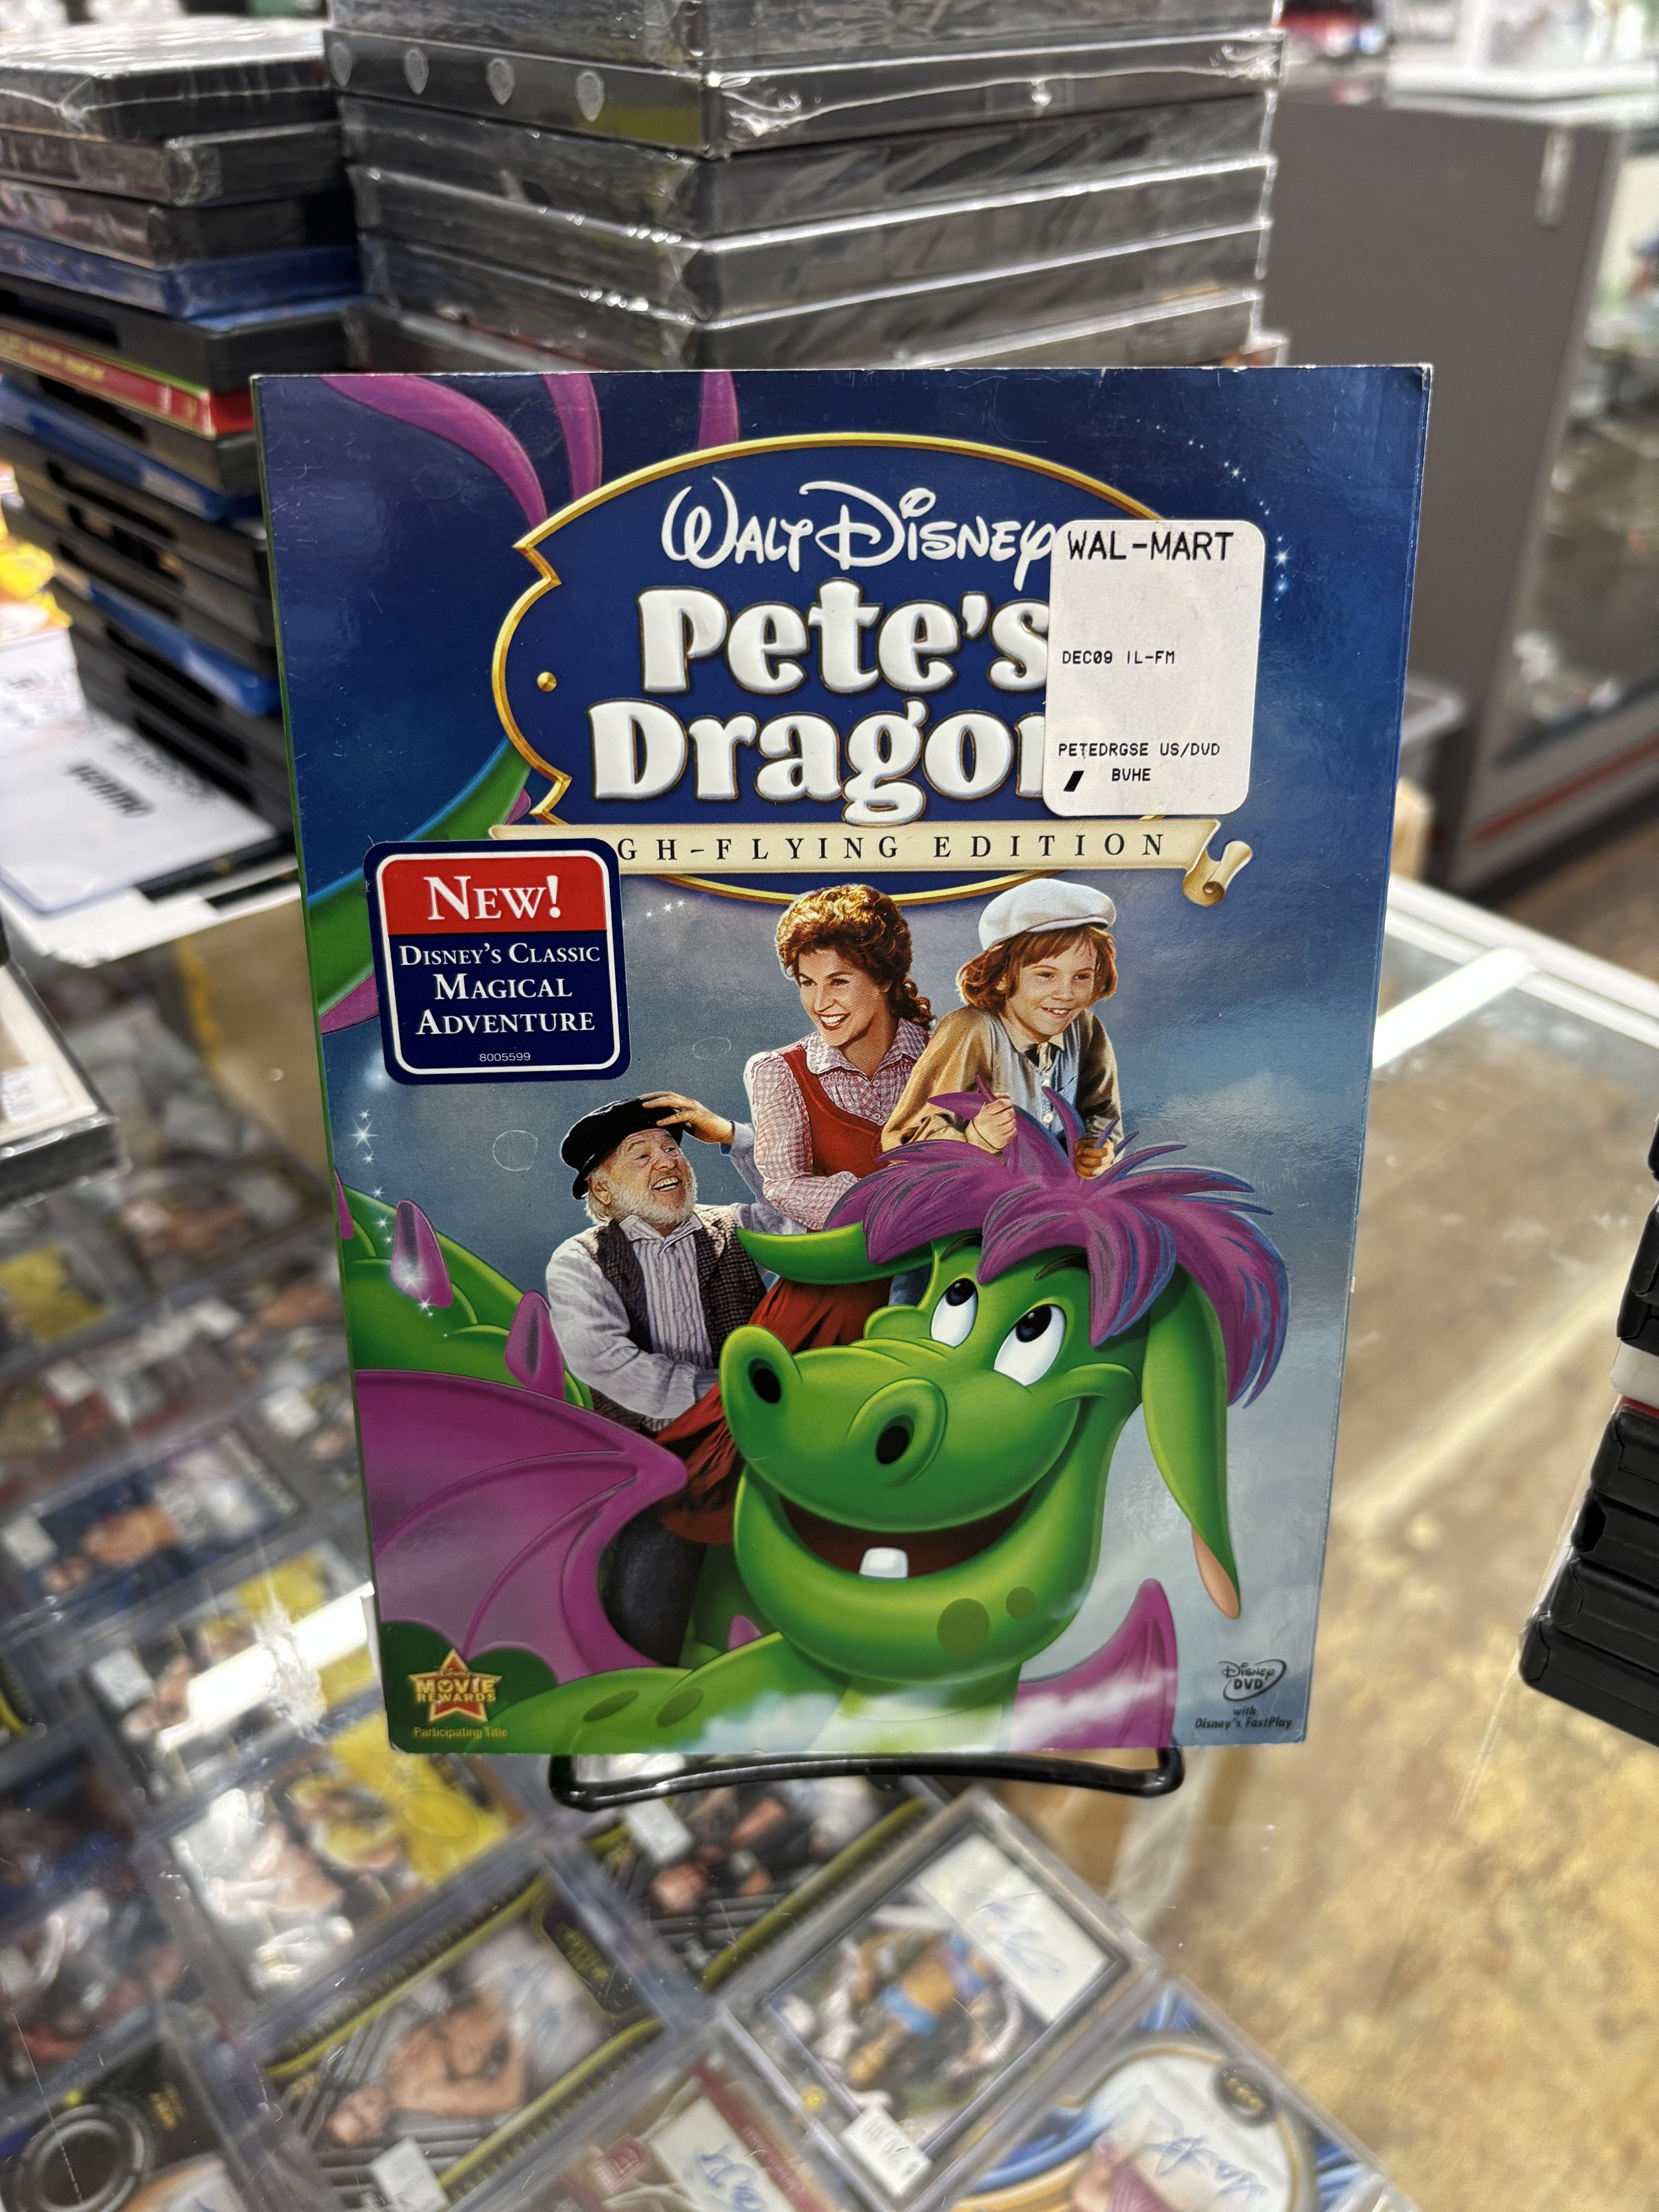 WALT DISNEY
Pete's
Drago
GH-FLYING EDITION
WAL-MART
DEC09 IL-FM
PETEDRGSE US/DVD
BVHE
NEW!
DISNEY'S CLASSIC
MAGICAL
ADVENTURE
8005599
Disney
MOVIE
REWARDS
Participating Title
DISNEY
DVD
with
Disney's FastPlay